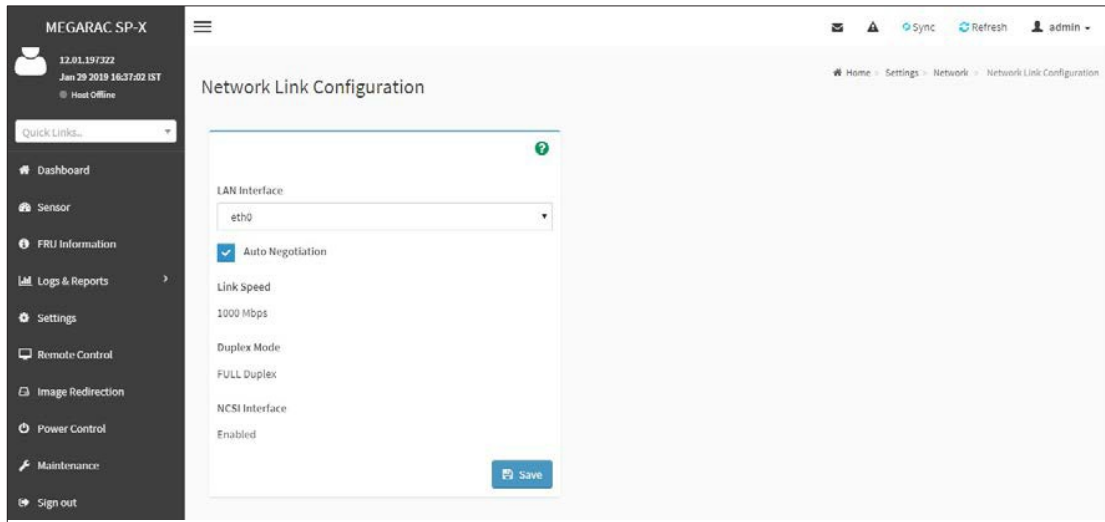 MEGARAC SP-X
12.01.197322
Jan 29 2019 16:37:02 IST
Host Offline
Quick Links...
Dashboard
Sensor
FRU Information
Logs & Reports
Settings
Remote Control
Image Redirection
Power Control
Maintenance
Sign out
Sync
Refresh
admin
Network Link Configuration
Home > Settings > Network > Network Link Configuration
LAN Interface
eth0
Auto Negotiation
Link Speed
1000 Mbps
Duplex Mode
FULL Duplex
NCSI Interface
Enabled
Save